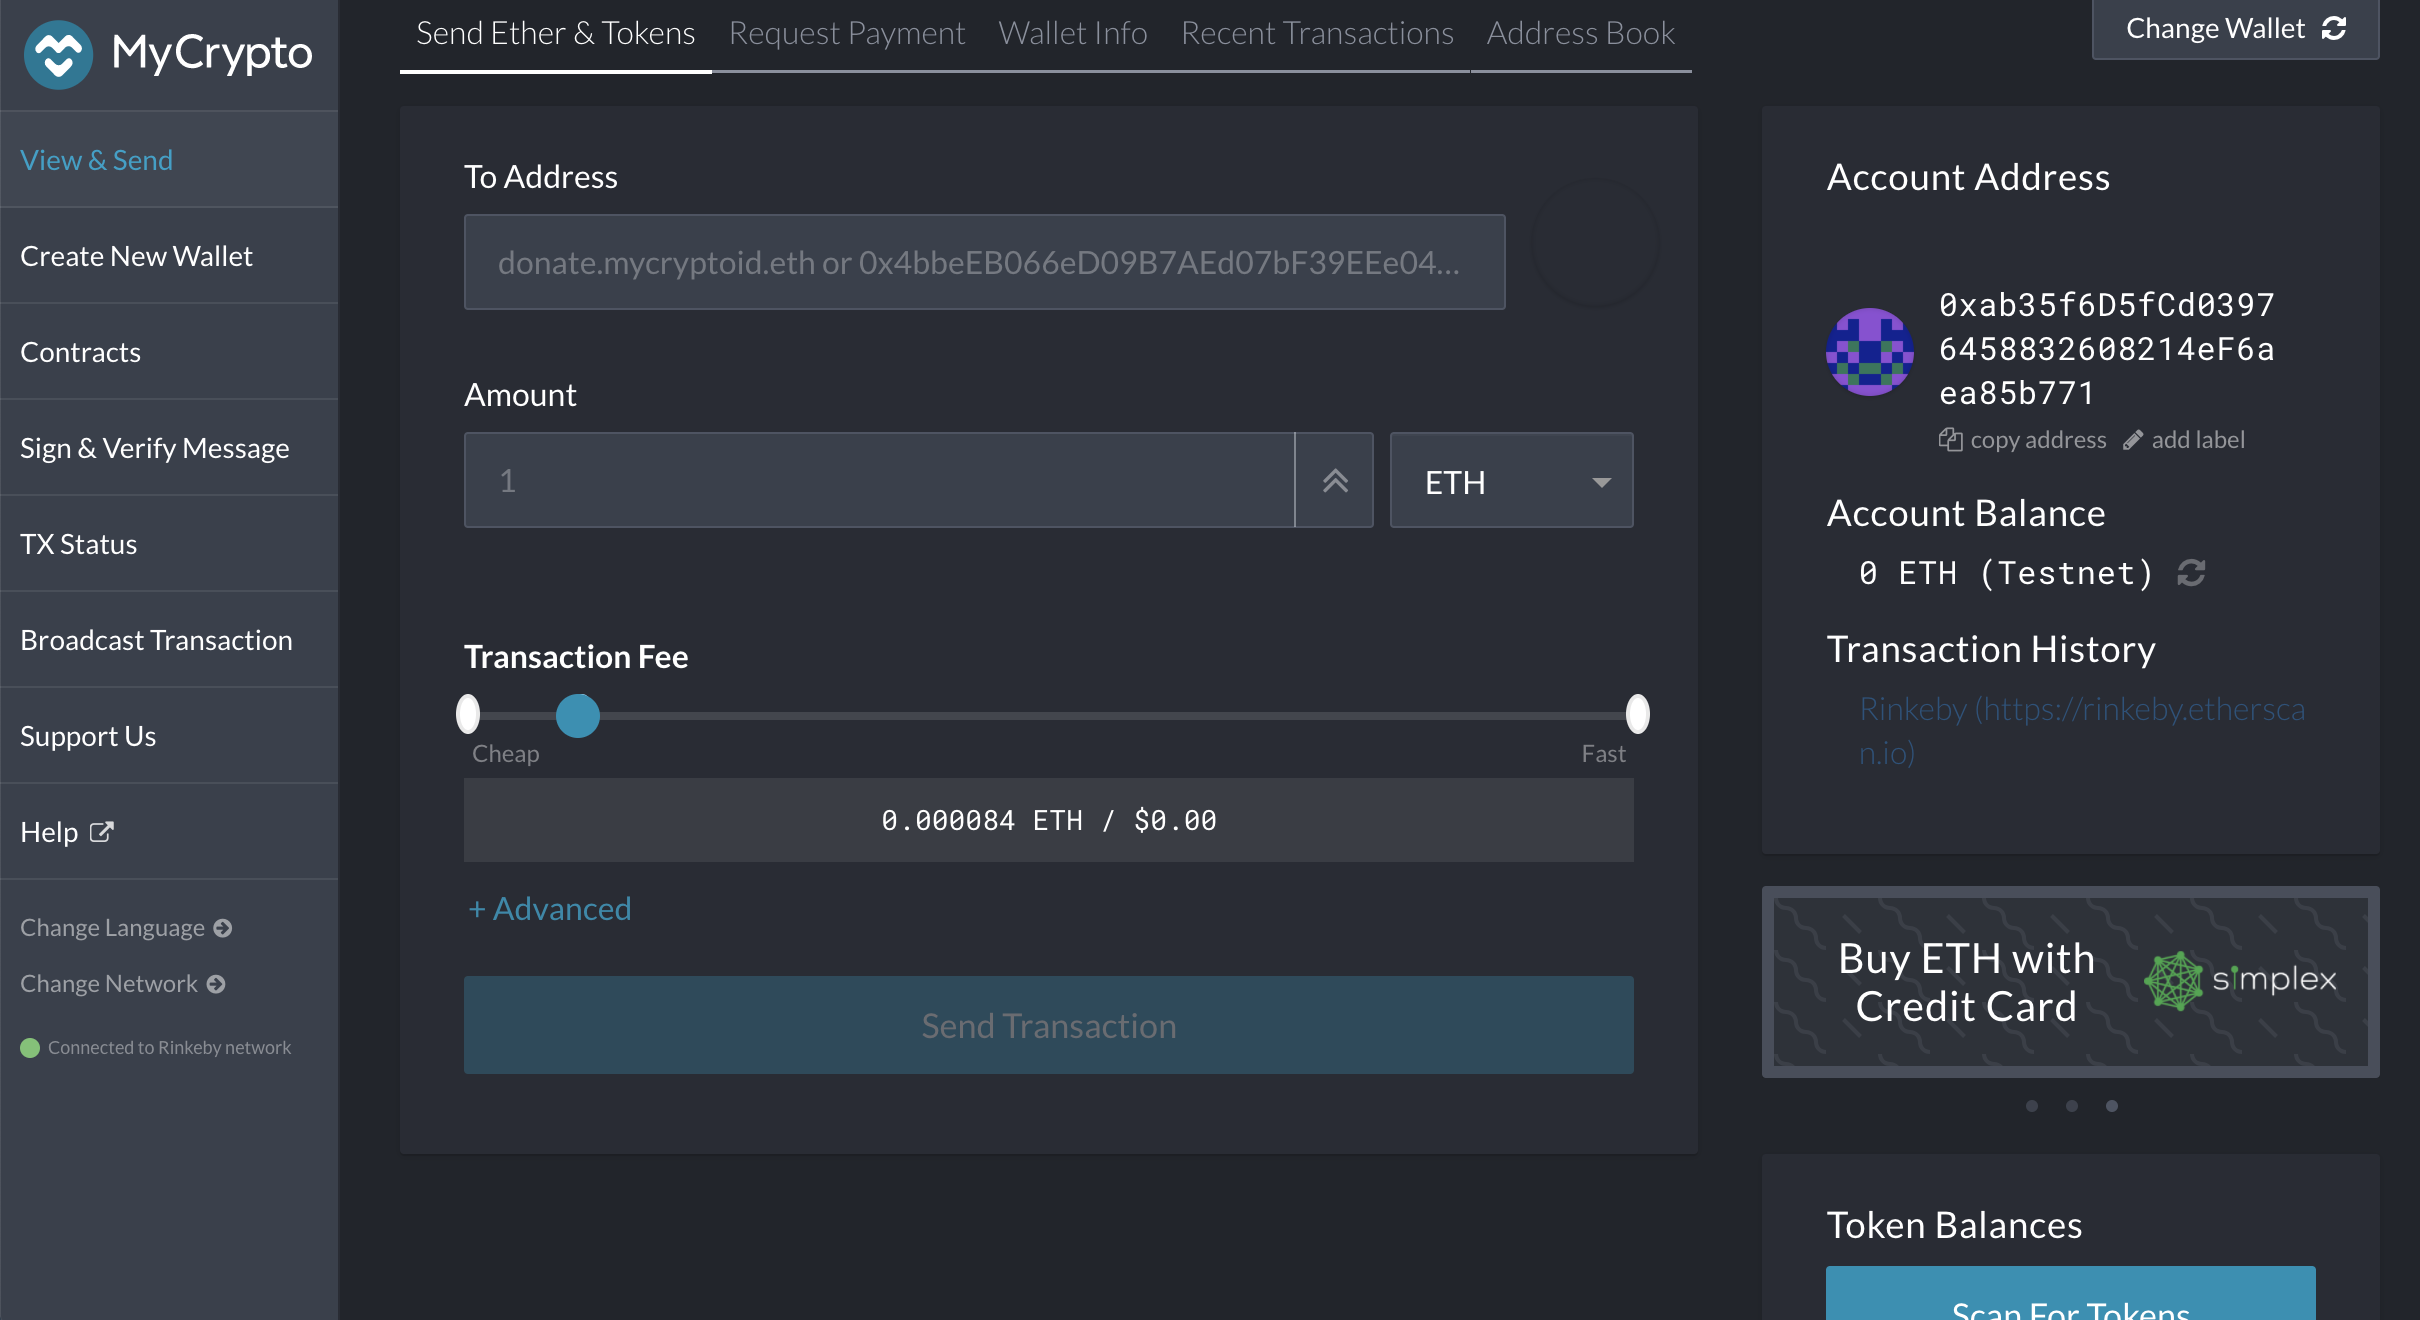 MyCrypto
View & Send
Create New Wallet
Contracts
Sign & Verify Message
TX Status
Broadcast Transaction
Support Us
Help
Change Language
Change Network
Connected to Rinkeby network
Send Ether & Tokens
Request Payment
Wallet Info
Recent Transactions
Address Book
Change Wallet
To Address
donate.mycryptoid.eth or 0x4bbeEB066eD09B7AEd07bF39EEe04...
Amount
1
ETH
Transaction Fee
Cheap
Fast
0.000084 ETH / $0.00
+ Advanced
Send Transaction
Account Address
0xab35f6D5fCd0397
6458832608214eF6a
ea85b771
copy address
add label
Account Balance
0 ETH (Testnet)
Transaction History
Rinkeby (https://rinkeby.ethersca
n.io)
Buy ETH with
Credit Card
simplex
Token Balances
Scan For Tokens